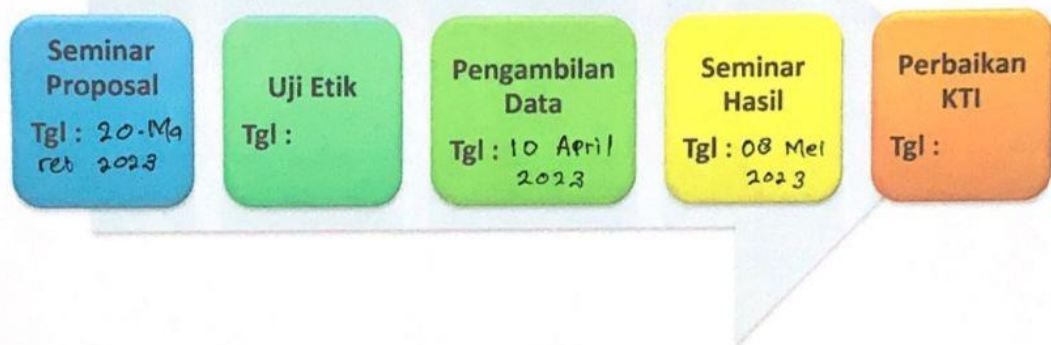 Seminar
Proposal
Tgl : 20-Ma
ret 2023
Uji Etik
Tgl :
Pengambilan
Data
Tgl : 10 April
2023
Seminar
Hasil
Tgl : 08 Mei
2023
Perbaikan
KTI
Tgl :